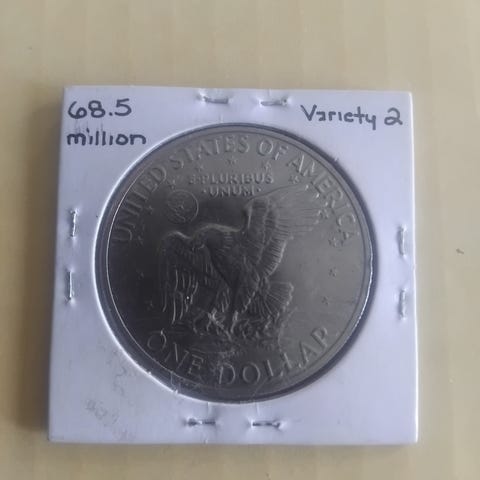 68.5
million
Variety 2
UNITED STATES OF AMERICA
E·PLURIBUS
·UNUM·
ONE DOLLAR